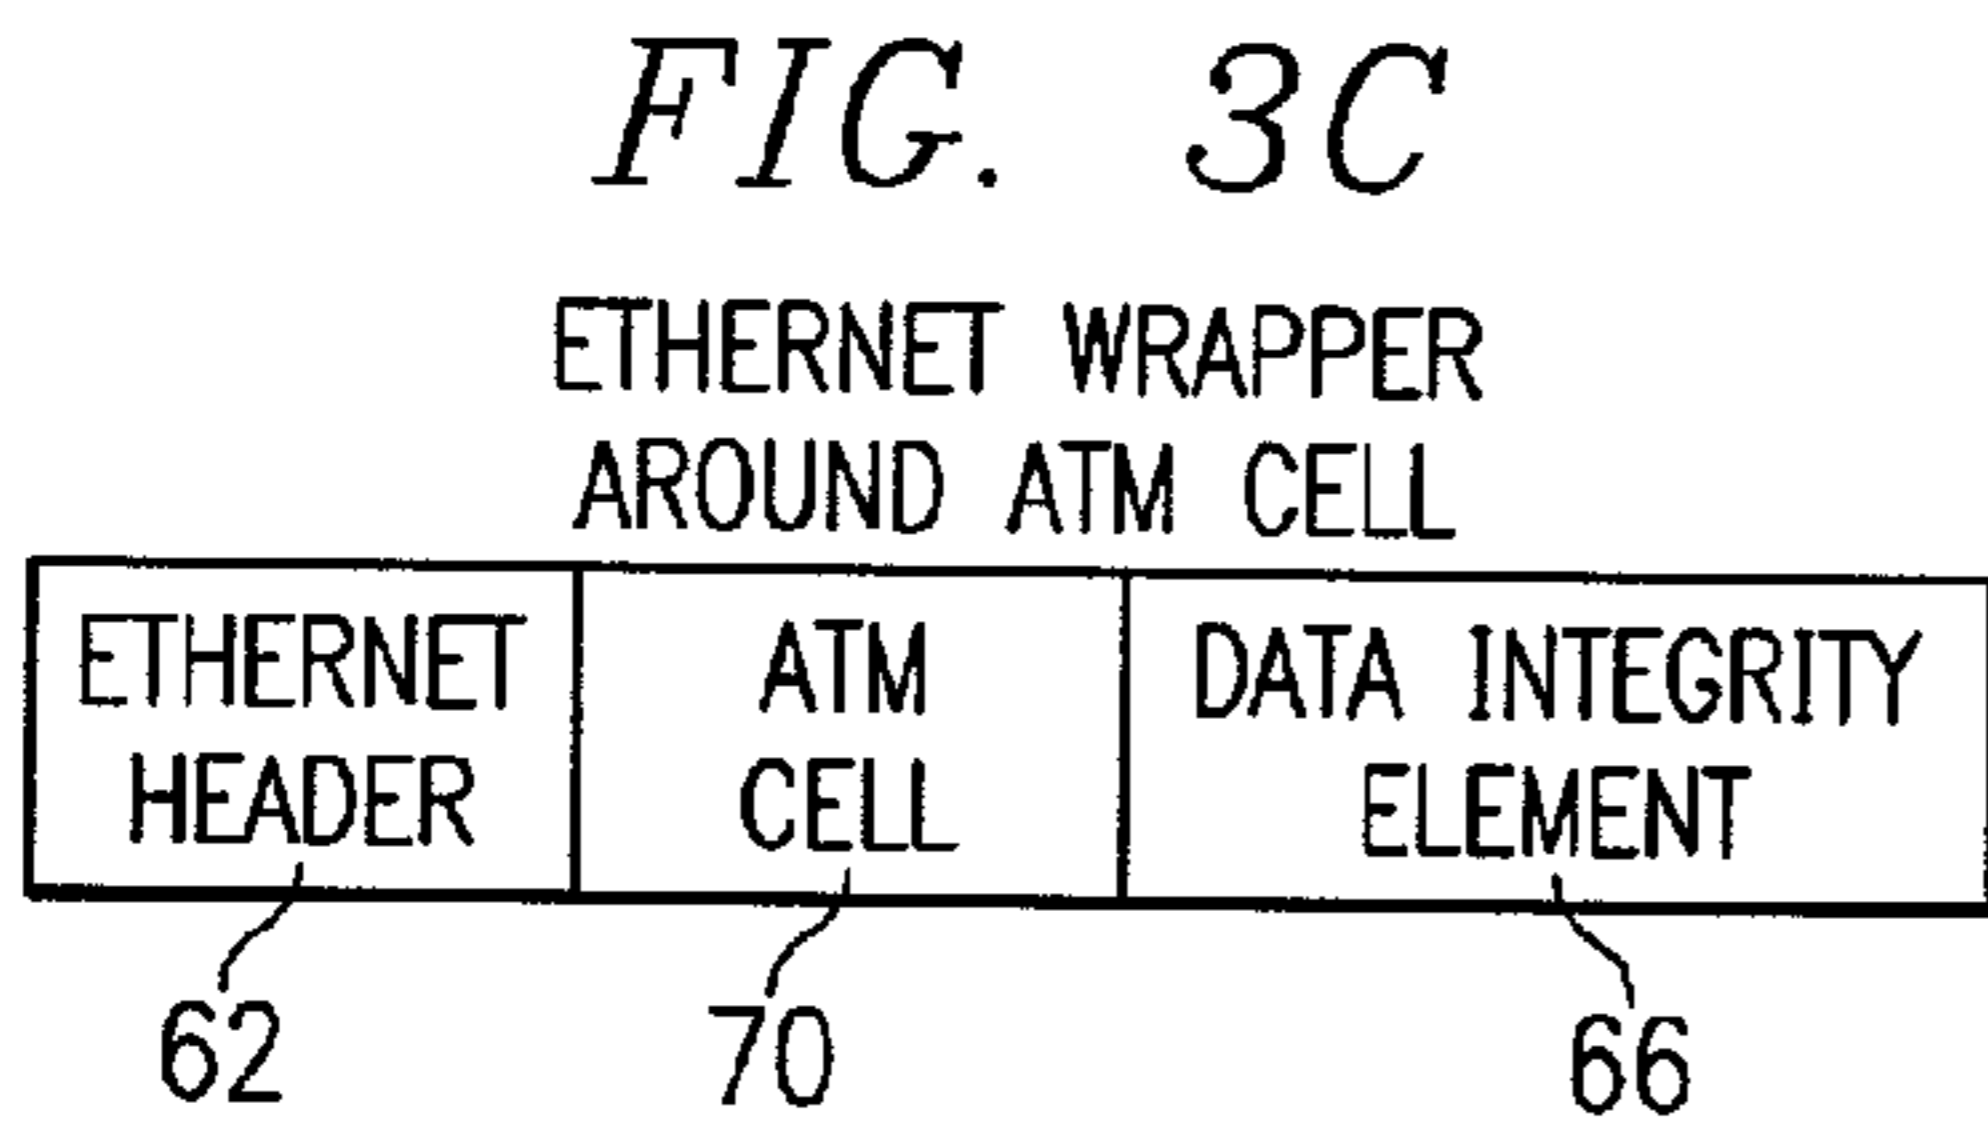 FIG. 3C
ETHERNET WRAPPER
AROUND ATM CELL
ETHERNET HEADER
ATM CELL
DATA INTEGRITY ELEMENT
62
70
66